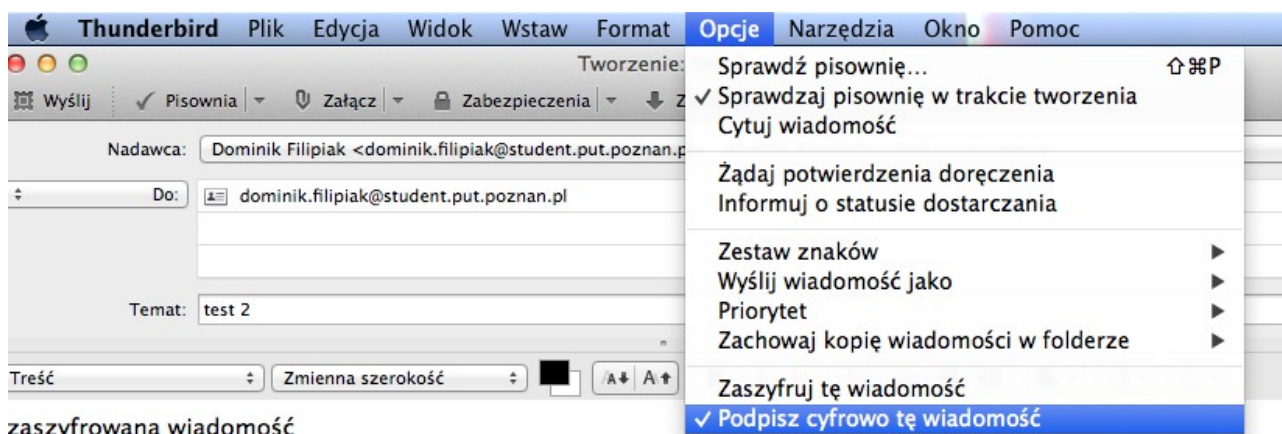 Thunderbird Plik Edycja Widok Wstaw Format Opcje Narzędzia Okno Pomoc
Tworzenie:
Wyślij Pisownia Załącz Zabezpieczenia Z
Nadawca: Dominik Filipiak <dominik.filipiak@student.put.poznan.p
Do: dominik.filipiak@student.put.poznan.pl
Temat: test 2
Treść Zmienna szerokość
zaszyfrowana wiadomość
Sprawdź pisownię... ⇧⌘P
✓ Sprawdzaj pisownię w trakcie tworzenia
Cytuj wiadomość
Żądaj potwierdzenia doręczenia
Informuj o statusie dostarczania
Zestaw znaków
Wyślij wiadomość jako
Priorytet
Zachowaj kopię wiadomości w folderze
Zaszyfruj tę wiadomość
✓ Podpisz cyfrowo tę wiadomość